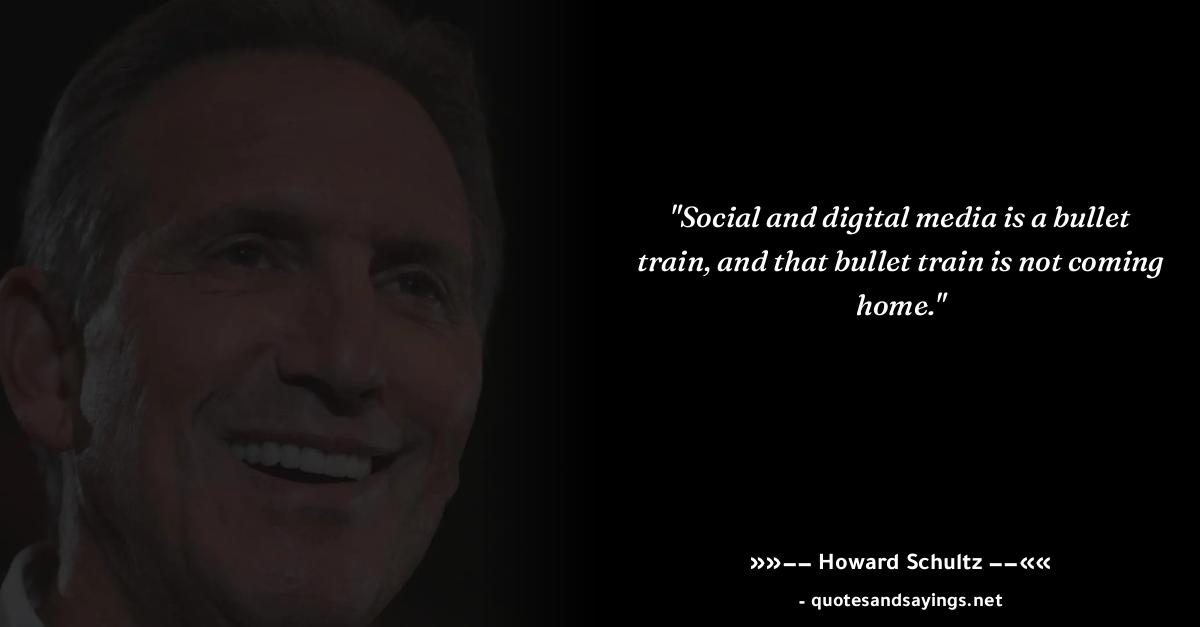 "Social and digital media is a bullet
train, and that bullet train is not coming
home."
»»−− Howard Schultz −−««
- quotesandsayings.net